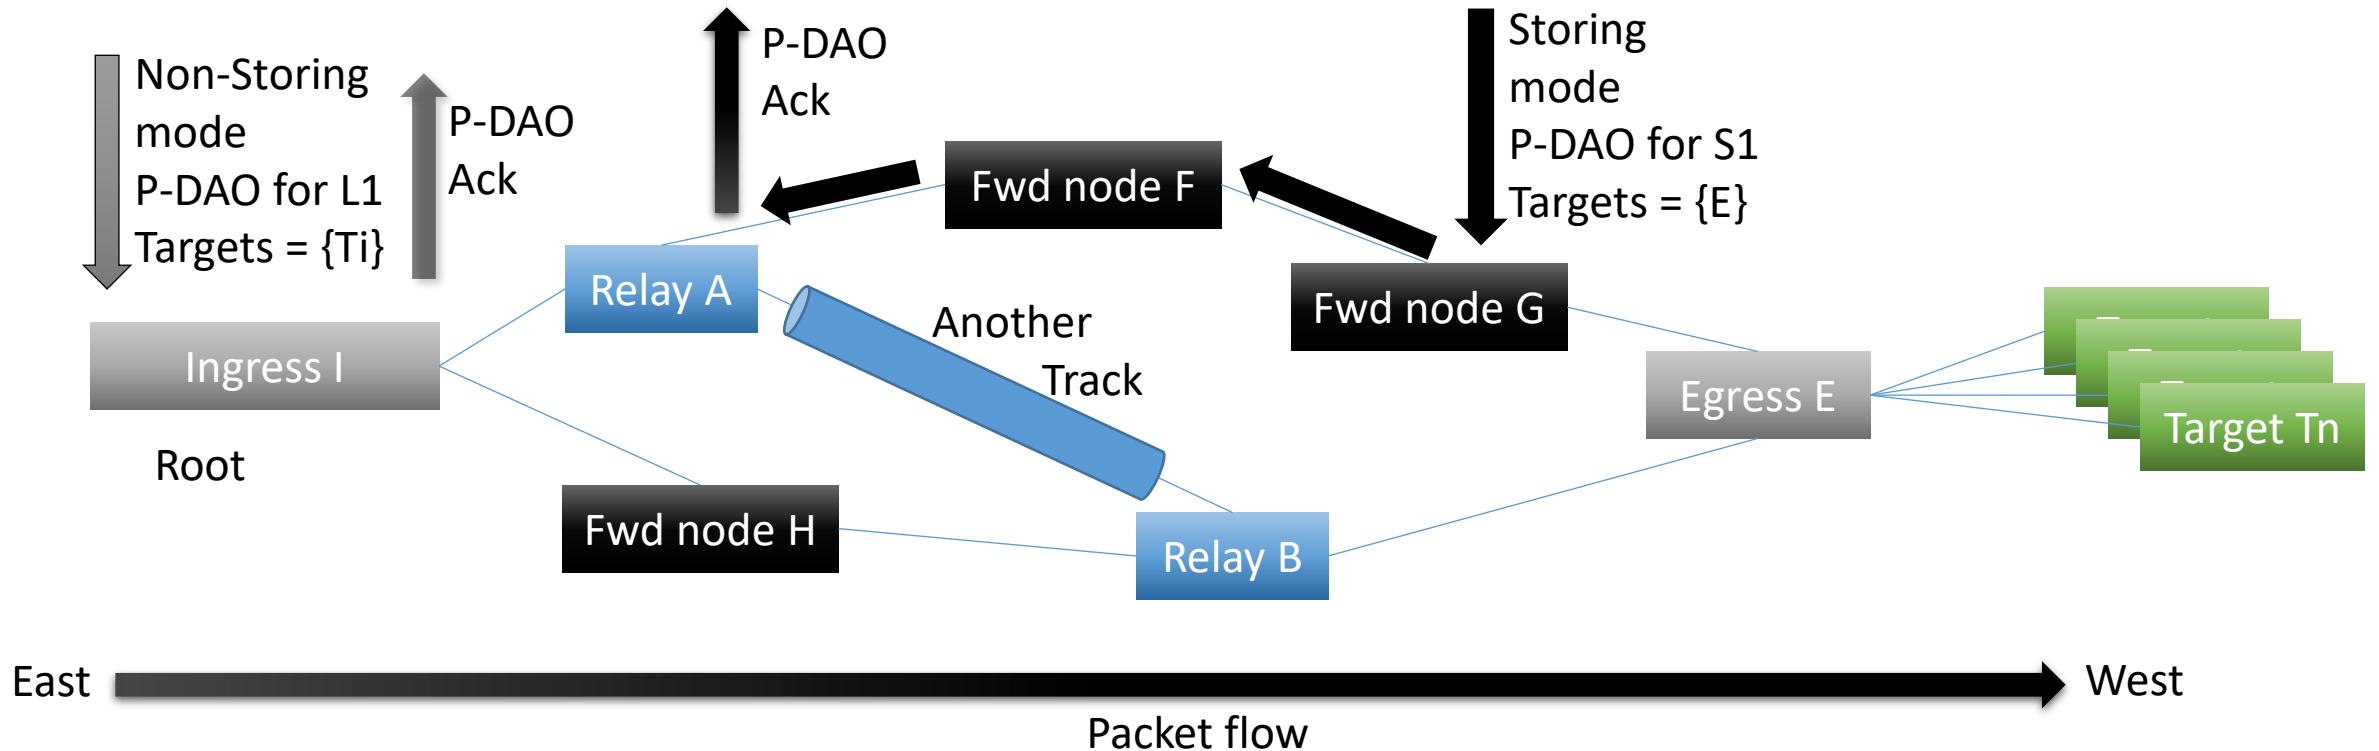 Non-Storing
mode
P-DAO for L1
Targets = {Ti}
P-DAO
Ack
P-DAO
Ack
Storing
mode
P-DAO for S1
Targets = {E}
Fwd node F
Relay A
Fwd node G
Another
Track
Ingress I
Egress E
Target Tn
Root
Fwd node H
Relay B
East
West
Packet flow